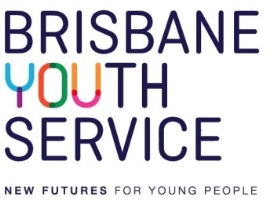 BRISBANE
YOUTH
SERVICE
NEW FUTURES FOR YOUNG PEOPLE